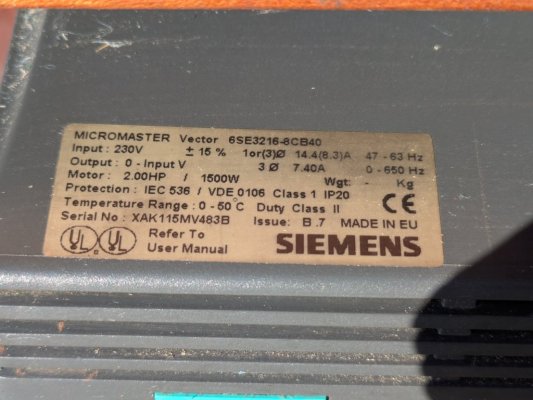 MICROMASTER Vector 6SE3216-8CB40
Input : 230V ± 15 % 1or(3)Ø 14.4(8.3)A 47 - 63 Hz
Output : 0 - Input V 3 Ø 7.40A 0 - 650 Hz
Motor : 2.00HP / 1500W Wgt: - Kg
Protection : IEC 536 / VDE 0106 Class 1 IP20
Temperature Range : 0 - 50°C Duty Class II CE
Serial No : XAK115MV483B Issue: B.7 MADE IN EU
UL UL Refer To User Manual
SIEMENS